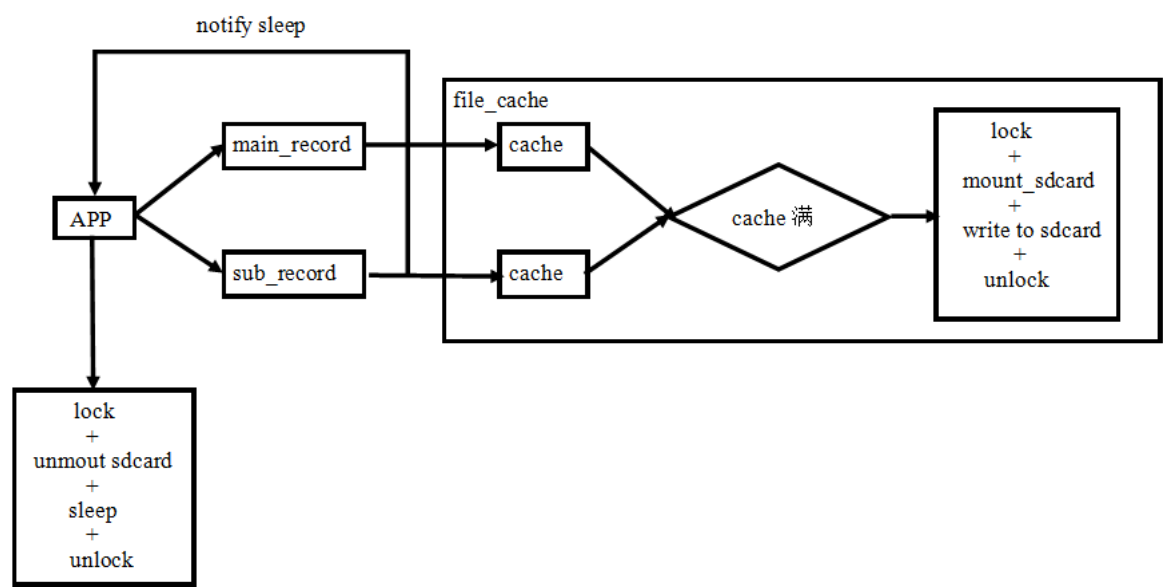 notify sleep
file_cache
main_record
cache
lock
+
mount_sdcard
+
write to sdcard
+
unlock
APP
cache 满
sub_record
cache
lock
+
unmout sdcard
+
sleep
+
unlock